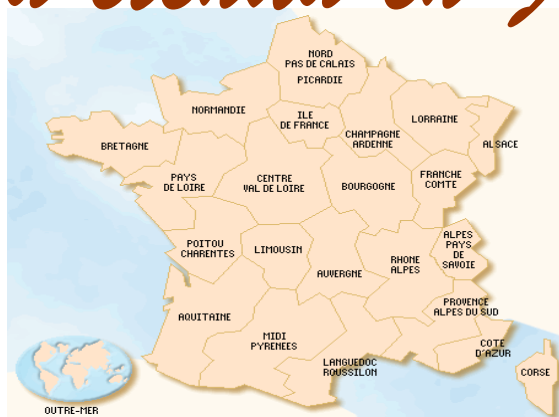 NORD
PAS DE CALAIS
PICARDIE
NORMANDIE
ILE
DE FRANCE
CHAMPAGNE
ARDENNE
LORRAINE
ALSACE
BRETAGNE
PAYS
DE LOIRE
CENTRE
VAL DE LOIRE
BOURGOGNE
FRANCHE
COMTE
POITOU
CHARENTES
LIMOUSIN
AUVERGNE
RHONE
ALPES
ALPES
PAYS
DE
SAVOIE
AQUITAINE
MIDI
PYRENEES
LANGUEDOC
ROUSSILON
PROVENCE
ALPES DU SUD
COTE
D'AZUR
CORSE
OUTRE-MER